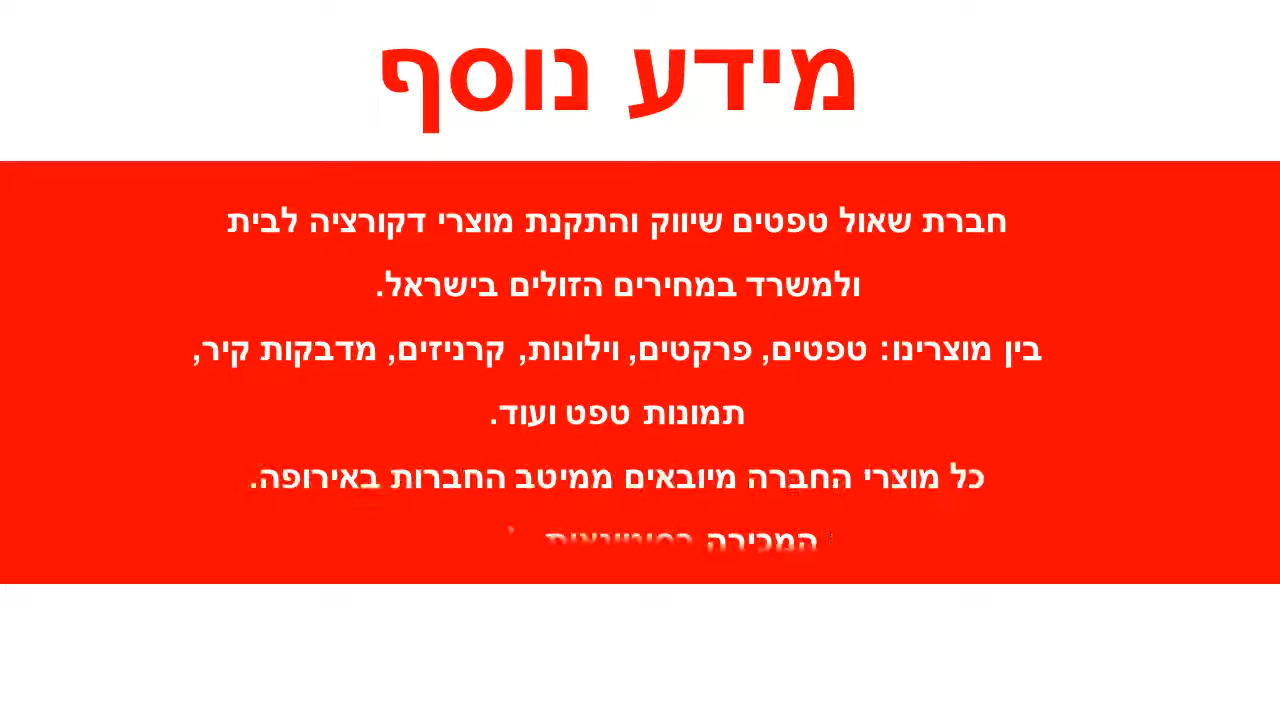 מידע נוסף
חברת שאול טפטים שיווק והתקנת מוצרי דקורציה לבית
ולמשרד במחירים הזולים בישראל.
בין מוצרינו: טפטים, פרקטים, וילונות, קרניזים, מדבקות קיר,
תמונות טפט ועוד.
כל מוצרי החברה מיובאים ממיטב החברות באירופה.
המכירה